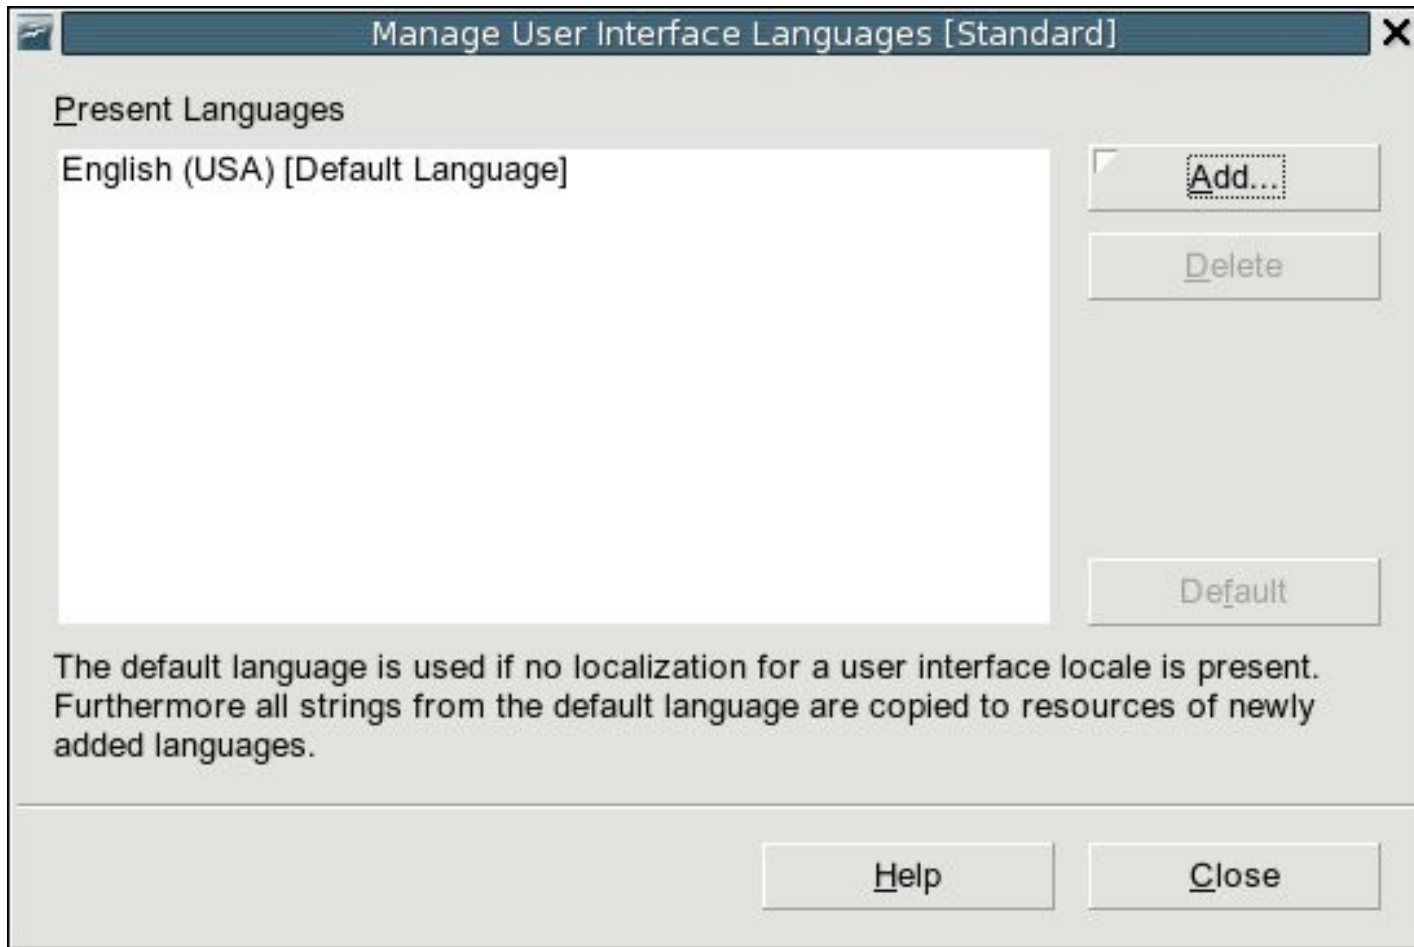 Manage User Interface Languages [Standard]
Present Languages
English (USA) [Default Language]
Add...
Delete
Default
The default language is used if no localization for a user interface locale is present.
Furthermore all strings from the default language are copied to resources of newly
added languages.
Help
Close